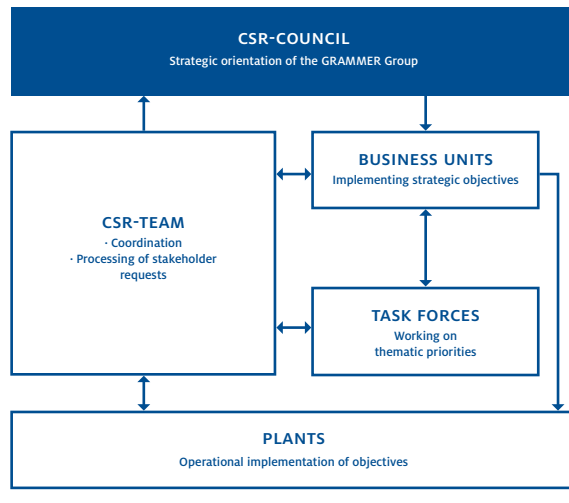 CSR-COUNCIL
Strategic orientation of the GRAMMER Group
BUSINESS UNITS
Implementing strategic objectives
CSR-TEAM
· Coordination
· Processing of stakeholder
requests
TASK FORCES
Working on
thematic priorities
PLANTS
Operational implementation of objectives